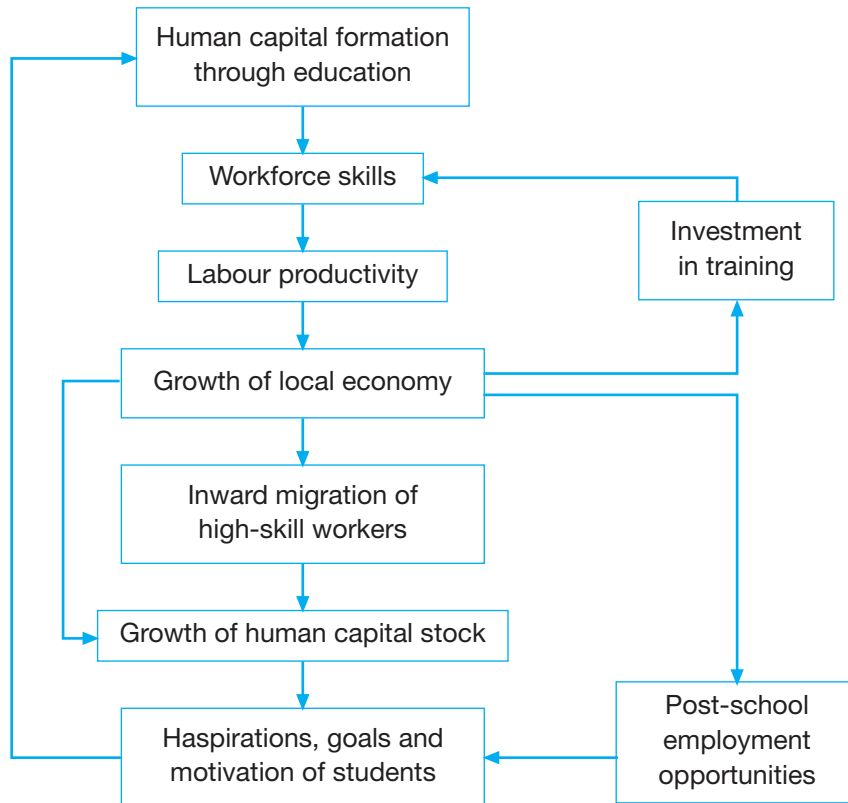 Human capital formation
through education
Workforce skills
Investment
in training
Labour productivity
Growth of local economy
Inward migration of
high-skill workers
Growth of human capital stock
Post-school
employment
opportunities
Haspirations, goals and
motivation of students